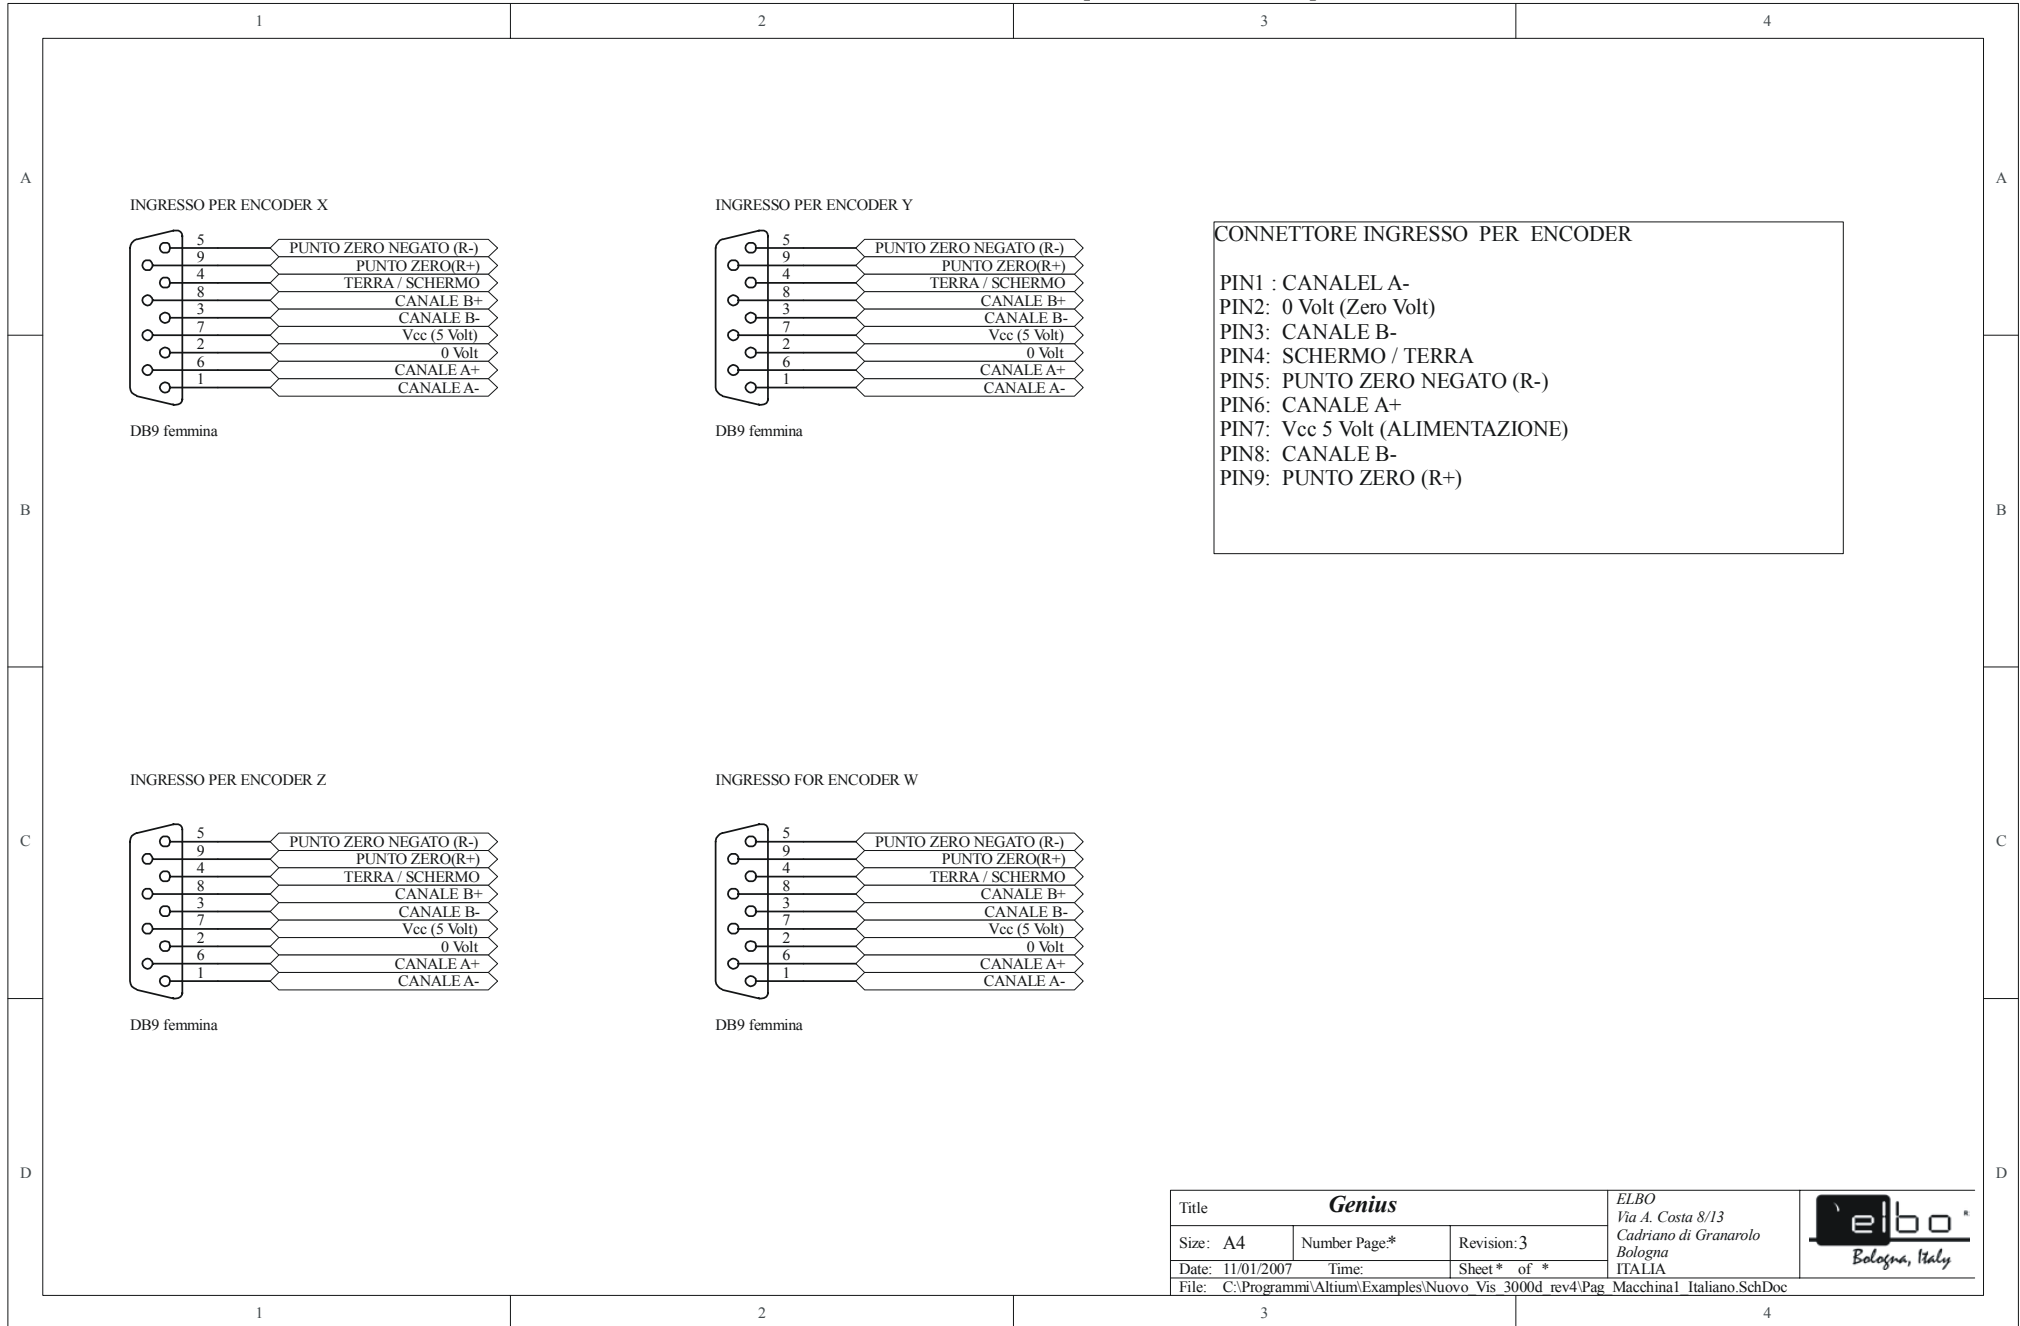 1 2 3 4
A
B
C
D
A
B
C
D
INGRESSO PER ENCODER X
5 PUNTO ZERO NEGATO (R-)
9 PUNTO ZERO(R+)
4 TERRA / SCHERMO
8 CANALE B+
3 CANALE B-
7 Vcc (5 Volt)
2 0 Volt
6 CANALE A+
1 CANALE A-
DB9 femmina
INGRESSO PER ENCODER Y
5 PUNTO ZERO NEGATO (R-)
9 PUNTO ZERO(R+)
4 TERRA / SCHERMO
8 CANALE B+
3 CANALE B-
7 Vcc (5 Volt)
2 0 Volt
6 CANALE A+
1 CANALE A-
DB9 femmina
CONNETTORE INGRESSO PER ENCODER
PIN1 : CANALEL A-
PIN2: 0 Volt (Zero Volt)
PIN3: CANALE B-
PIN4: SCHERMO / TERRA
PIN5: PUNTO ZERO NEGATO (R-)
PIN6: CANALE A+
PIN7: Vcc 5 Volt (ALIMENTAZIONE)
PIN8: CANALE B-
PIN9: PUNTO ZERO (R+)
INGRESSO PER ENCODER Z
5 PUNTO ZERO NEGATO (R-)
9 PUNTO ZERO(R+)
4 TERRA / SCHERMO
8 CANALE B+
3 CANALE B-
7 Vcc (5 Volt)
2 0 Volt
6 CANALE A+
1 CANALE A-
DB9 femmina
INGRESSO FOR ENCODER W
5 PUNTO ZERO NEGATO (R-)
9 PUNTO ZERO(R+)
4 TERRA / SCHERMO
8 CANALE B+
3 CANALE B-
7 Vcc (5 Volt)
2 0 Volt
6 CANALE A+
1 CANALE A-
DB9 femmina
Title Genius
Size: A4 Number Page:* Revision:3
Date: 11/01/2007 Time: Sheet * of *
File: C:\Programmi\Altium\Examples\Nuovo_Vis_3000d_rev4\Pag_Macchina1_Italiano.SchDoc
ELBO
Via A. Costa 8/13
Cadriano di Granarolo
Bologna
ITALIA
elbo
Bologna, Italy
1 2 3 4